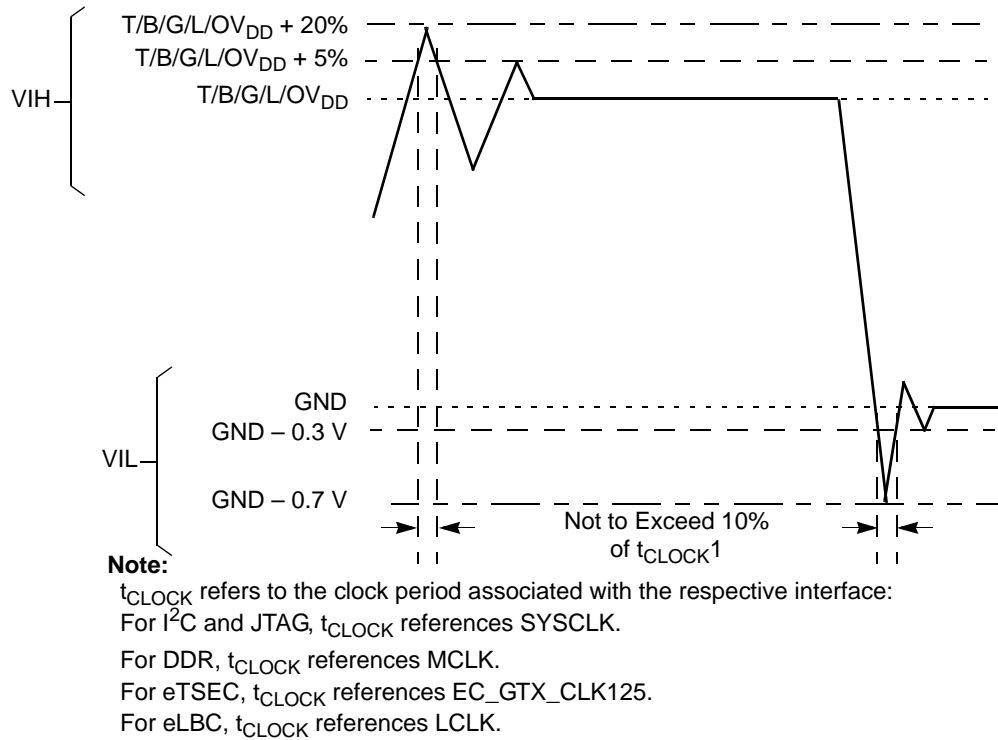 T/B/G/L/OVDD + 20%
T/B/G/L/OVDD + 5%
T/B/G/L/OVDD
VIH
GND
GND – 0.3 V
VIL
GND – 0.7 V
Not to Exceed 10%
of tCLOCK1
Note:
tCLOCK refers to the clock period associated with the respective interface:
For I2C and JTAG, tCLOCK references SYSCLK.
For DDR, tCLOCK references MCLK.
For eTSEC, tCLOCK references EC_GTX_CLK125.
For eLBC, tCLOCK references LCLK.